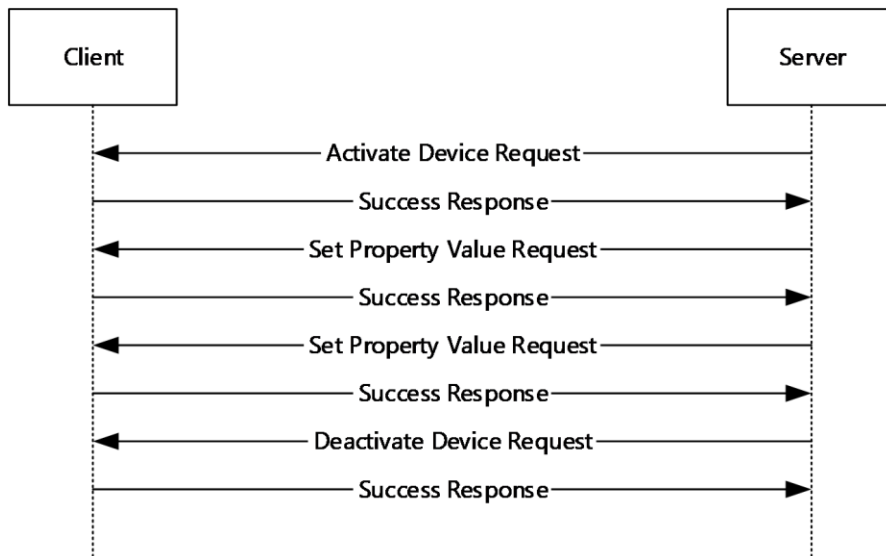 Client
Server
Activate Device Request
Success Response
Set Property Value Request
Success Response
Set Property Value Request
Success Response
Deactivate Device Request
Success Response